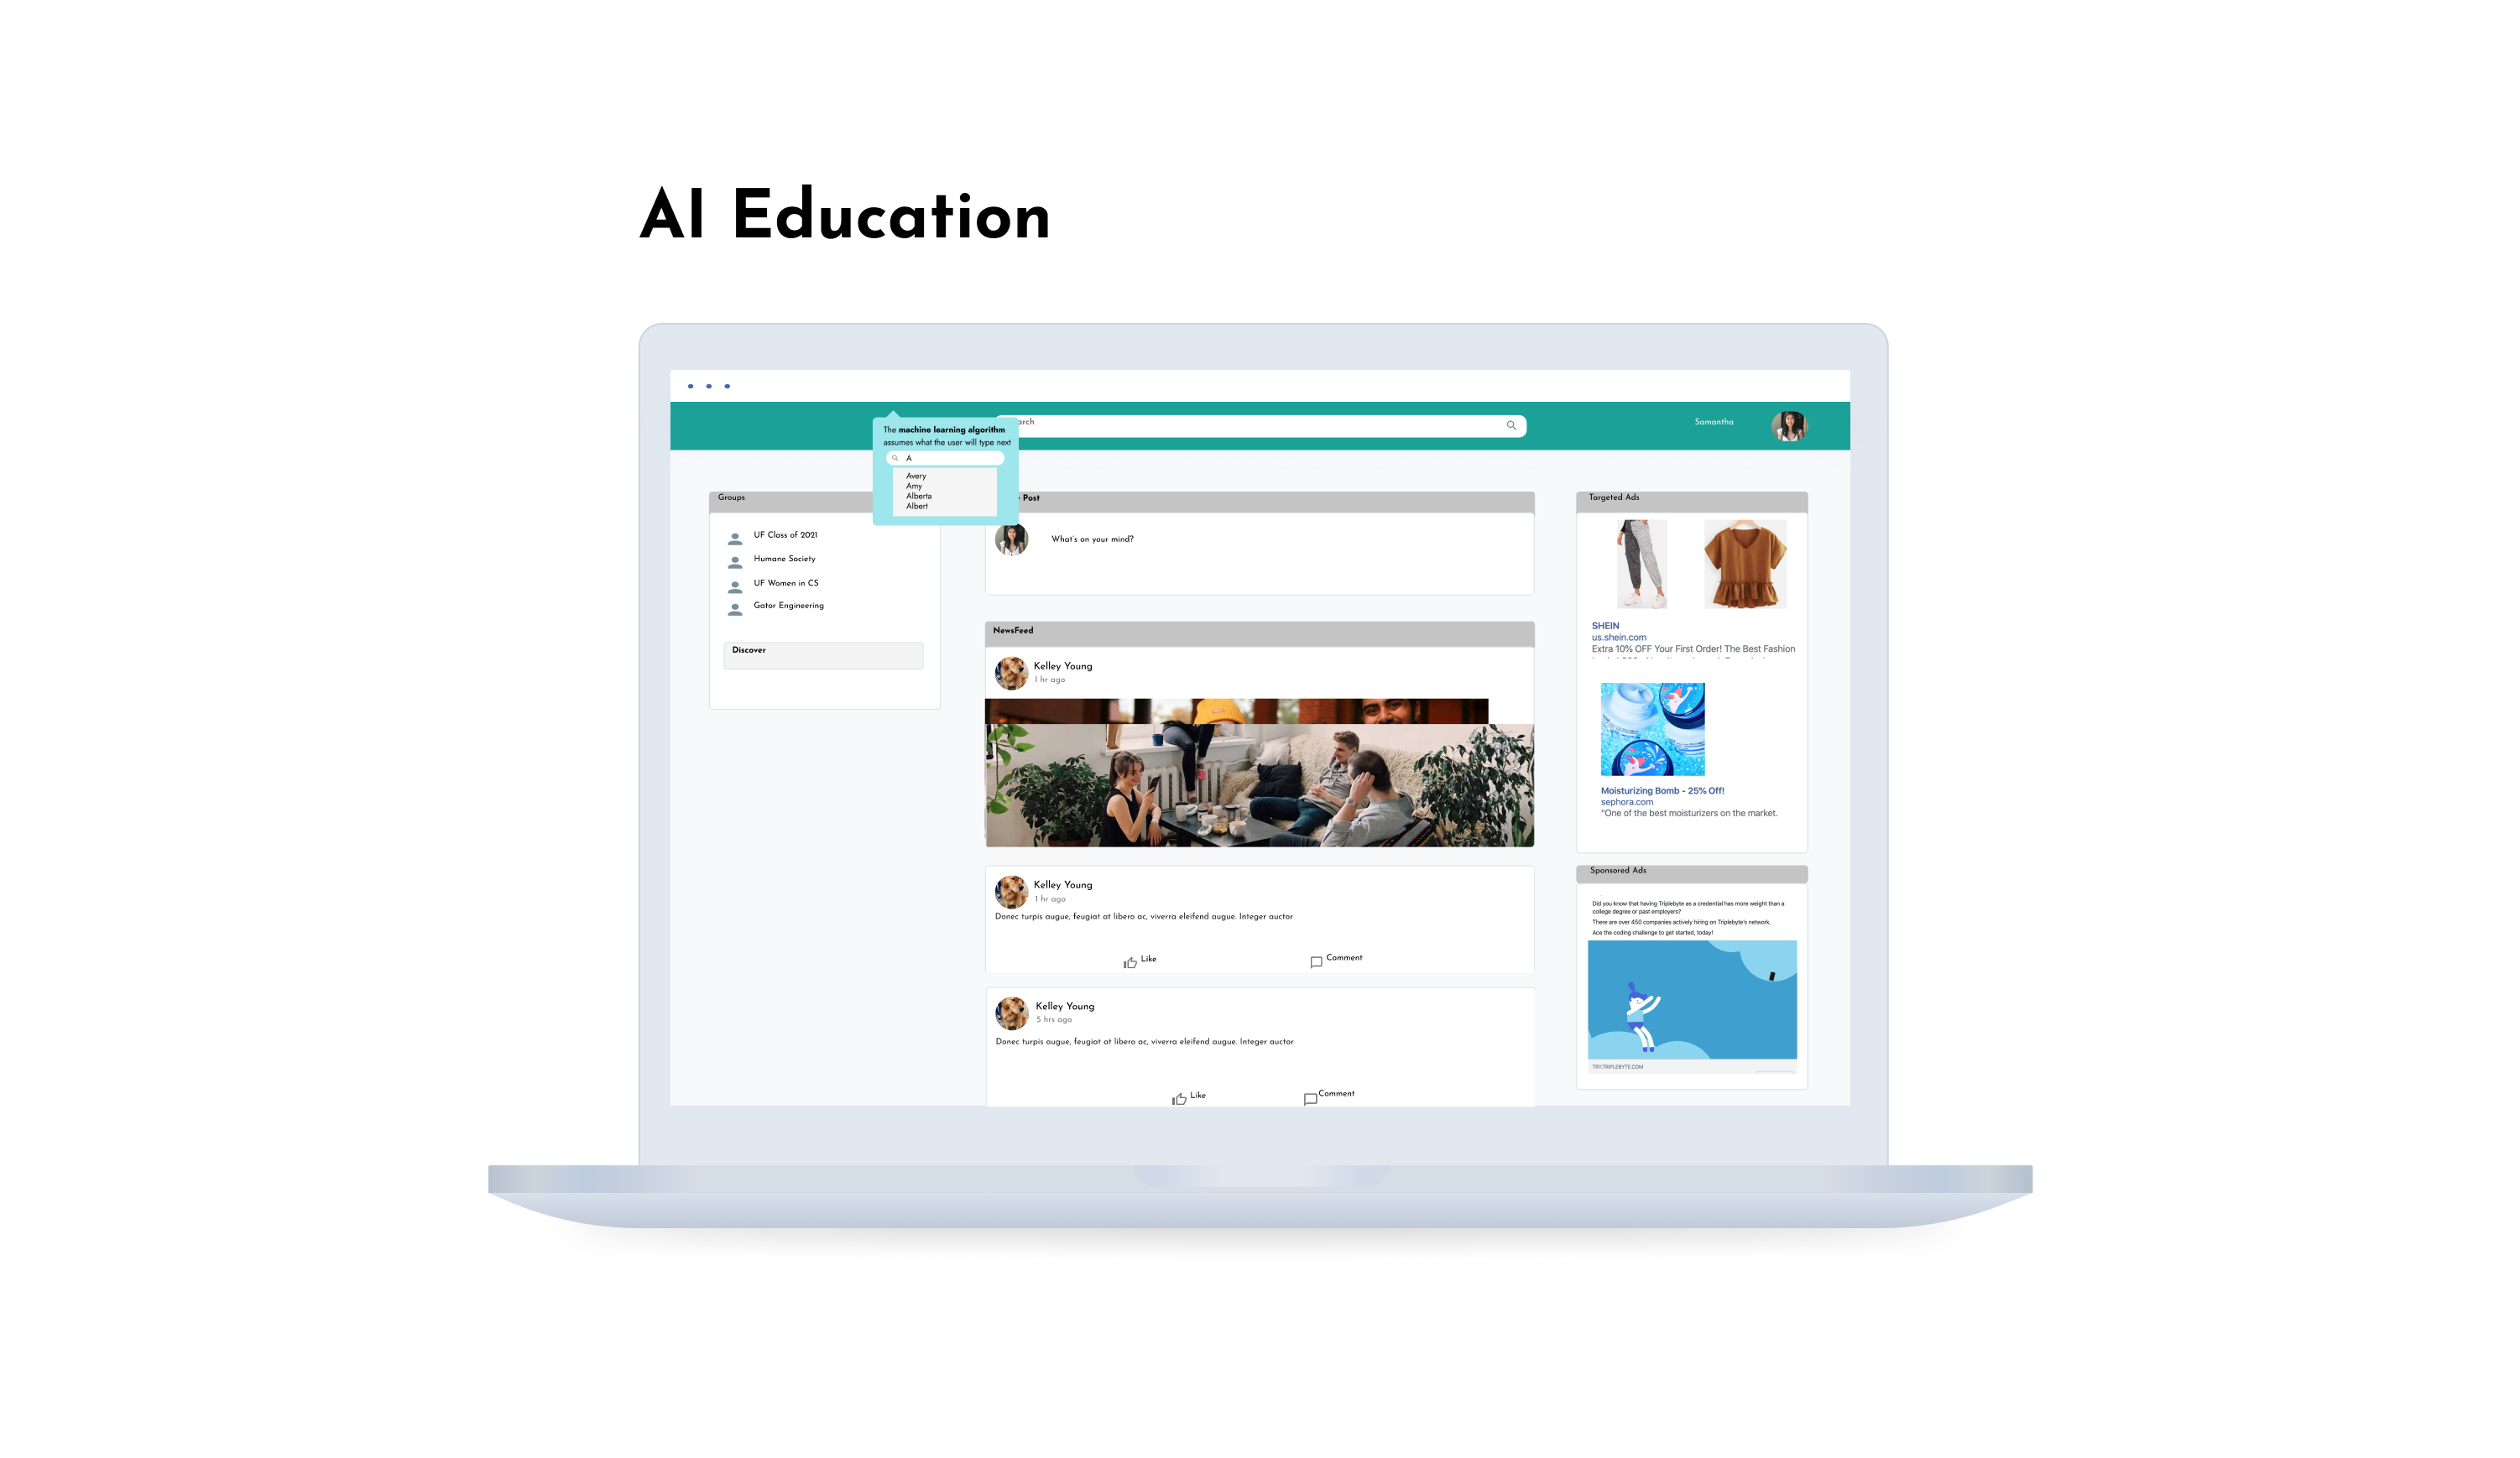 AI Education
arch
Samantha
The machine learning algorithm
assumes what the user will type next
A
Avery
Amy
Alberta
Albert
Groups
UF Class of 2021
Humane Society
UF Women in CS
Gator Engineering
Discover
Post
What's on your mind?
NewsFeed
Kelley Young
1 hr ago
Kelley Young
1 hr ago
Donec turpis augue, feugiat at libero ac, viverra eleifend augue. Integer auctor
Like
Comment
Kelley Young
5 hrs ago
Donec turpis augue, feugiat at libero ac, viverra eleifend augue. Integer auctor
Like
Comment
Targeted Ads
SHEIN
us.shein.com
Extra 10% OFF Your First Order! The Best Fashion
Moisturizing Bomb - 25% Off!
sephora.com
"One of the best moisturizers on the market.
Sponsored Ads
Did you know that having Triplebyte as a credential has more weight than a
college degree or past employers?
There are over 450 companies actively hiring on Triplebyte's network.
Ace the coding challenge to get started, today!
TRY.TRIPLEBYTE.COM